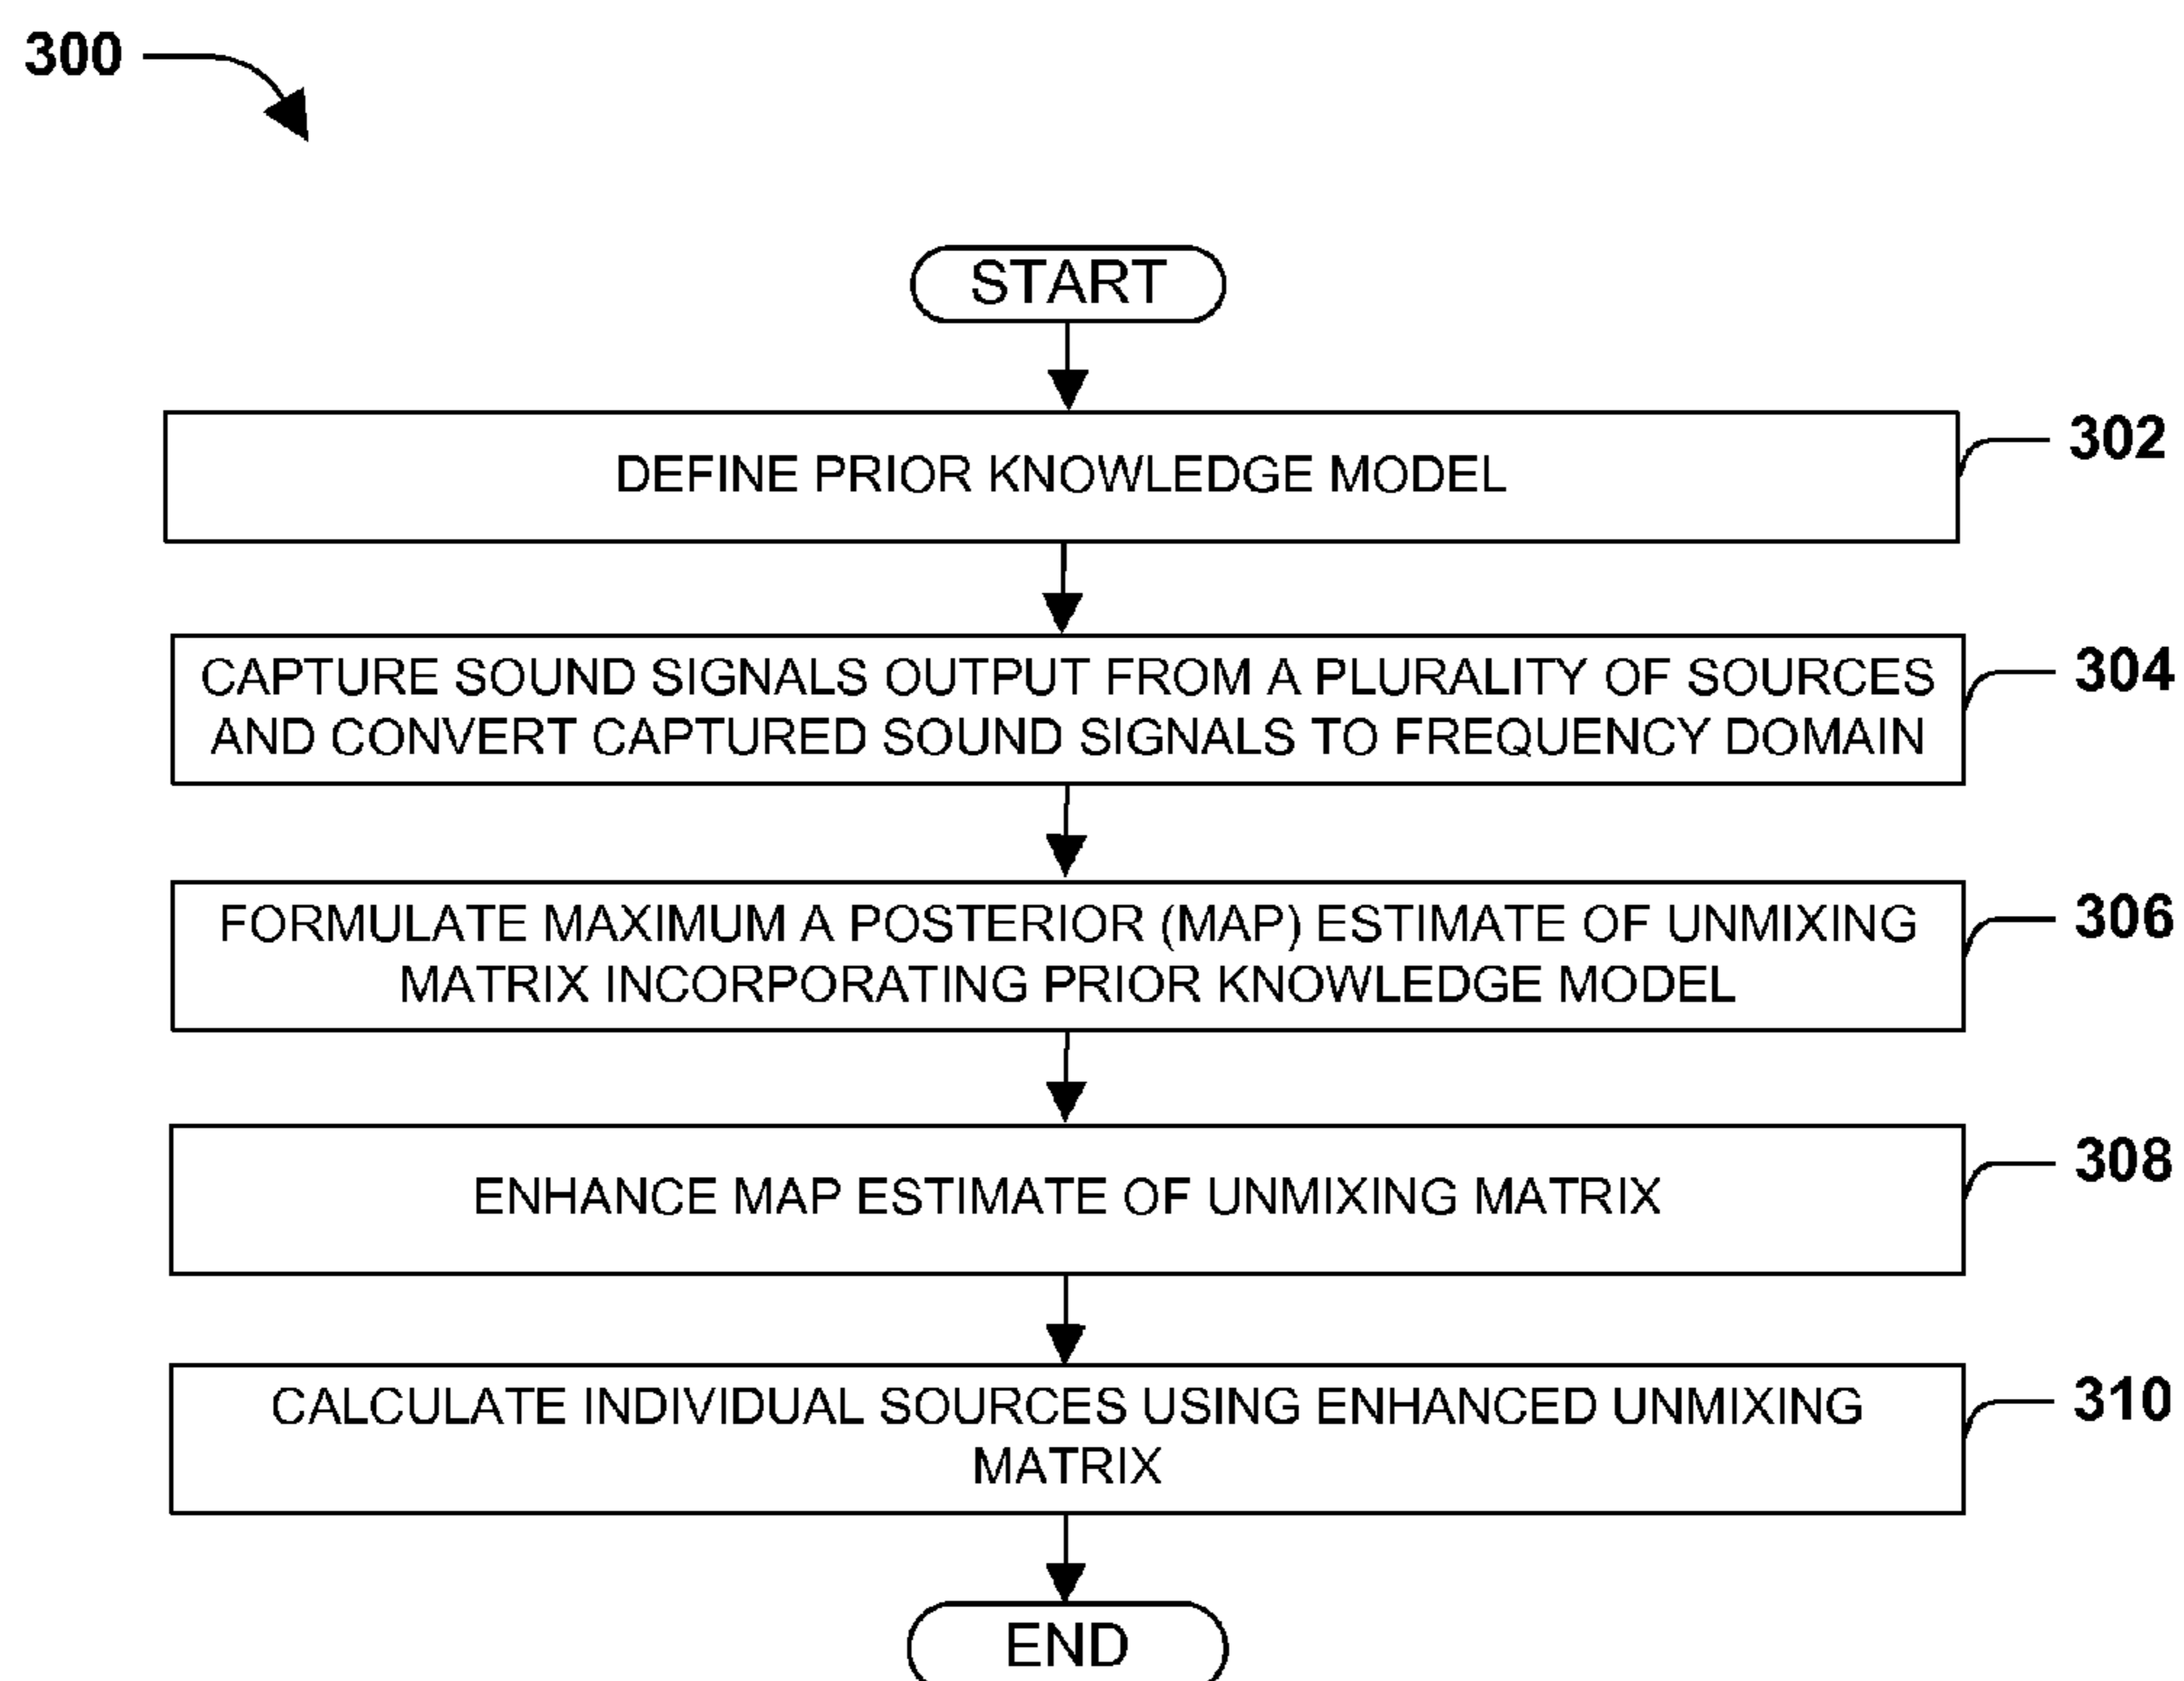 300
START
DEFINE PRIOR KNOWLEDGE MODEL
302
CAPTURE SOUND SIGNALS OUTPUT FROM A PLURALITY OF SOURCES
AND CONVERT CAPTURED SOUND SIGNALS TO FREQUENCY DOMAIN
304
FORMULATE MAXIMUM A POSTERIOR (MAP) ESTIMATE OF UNMIXING
MATRIX INCORPORATING PRIOR KNOWLEDGE MODEL
306
ENHANCE MAP ESTIMATE OF UNMIXING MATRIX
308
CALCULATE INDIVIDUAL SOURCES USING ENHANCED UNMIXING
MATRIX
310
END